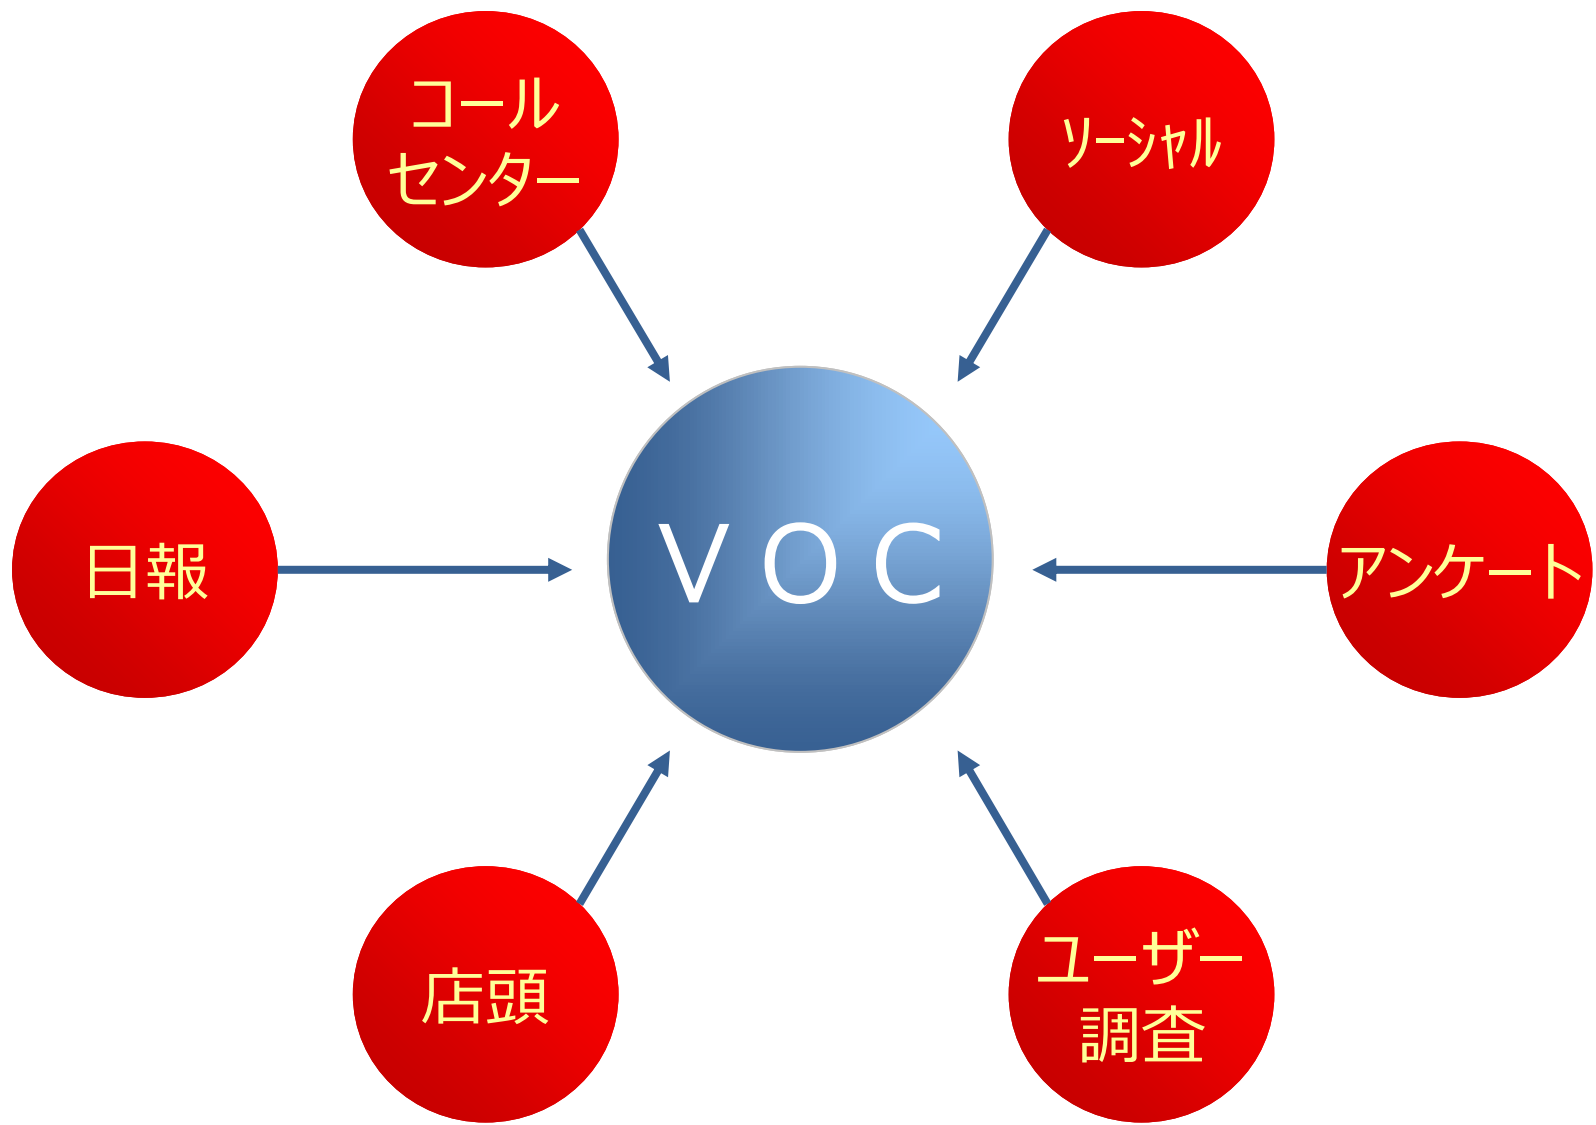 コール
センター
ｿｰｼｬﾙ
日報
ＶＯＣ
アンケート
店頭
ユーザー
調査